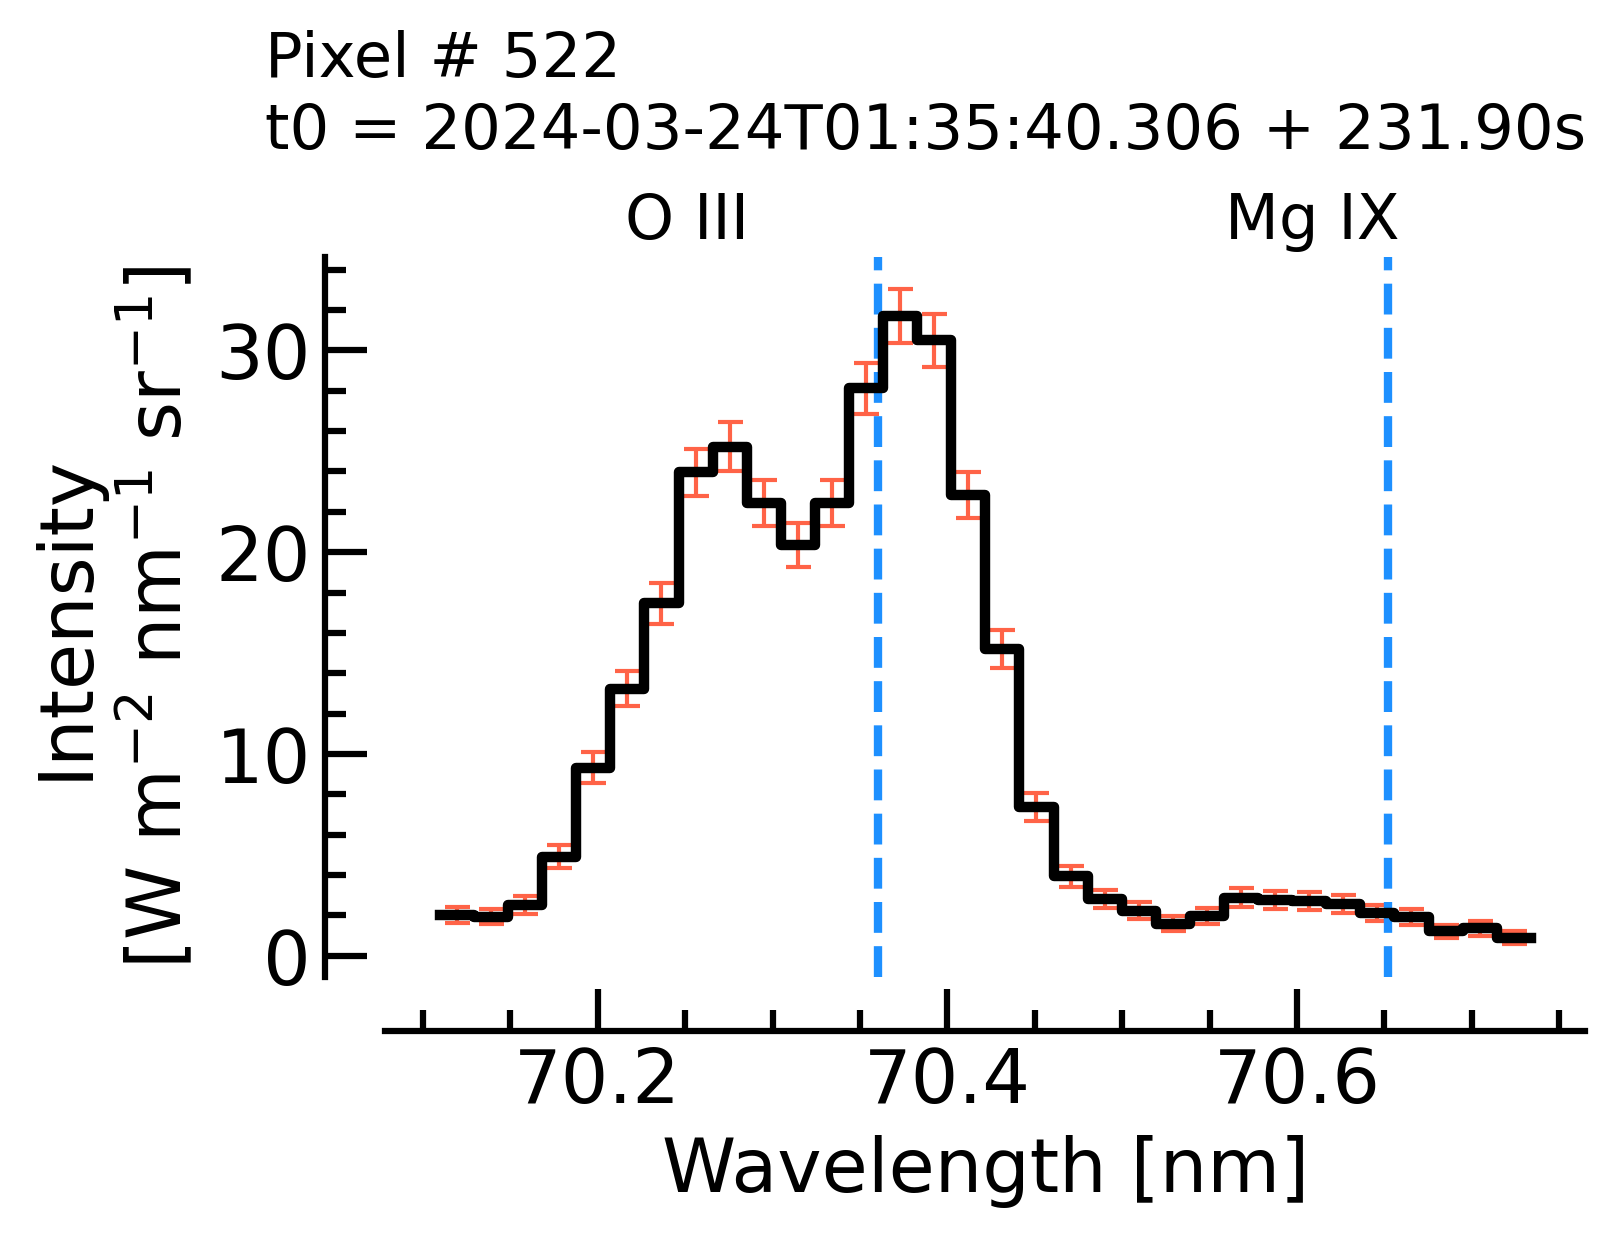 Pixel # 522
t0 = 2024-03-24T01:35:40.306 + 231.90s
O III Mg IX
Intensity
[W m⁻² nm⁻¹ sr⁻¹]
30
20
10
0
70.2 70.4 70.6
Wavelength [nm]